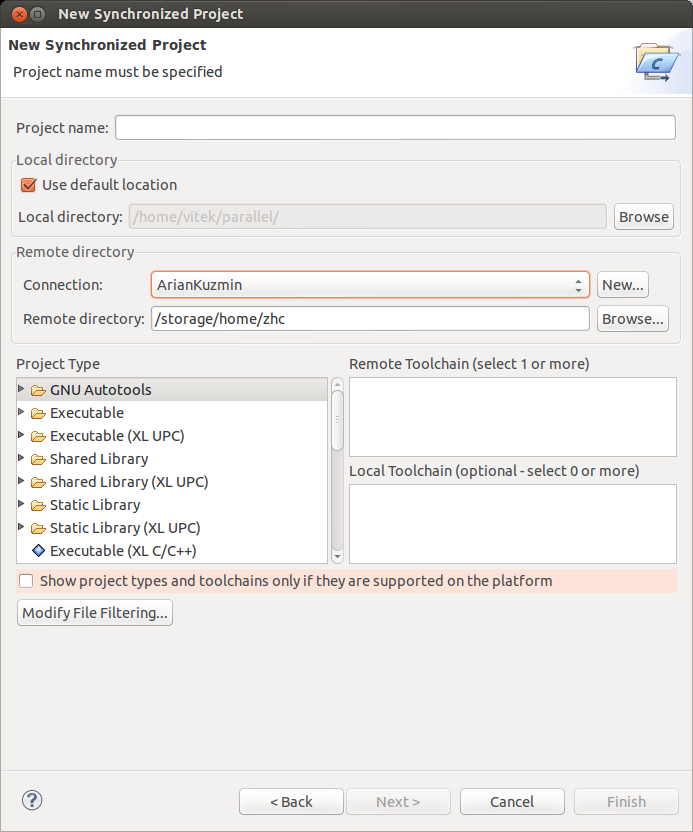 New Synchronized Project
New Synchronized Project
Project name must be specified
Project name:
Local directory
Use default location
Local directory: /home/vitek/parallel/ Browse
Remote directory
Connection: ArianKuzmin New...
Remote directory: /storage/home/zhc Browse...
Project Type
GNU Autotools
Executable
Executable (XL UPC)
Shared Library
Shared Library (XL UPC)
Static Library
Static Library (XL UPC)
Executable (XL C/C++)
Remote Toolchain (select 1 or more)
Local Toolchain (optional - select 0 or more)
Show project types and toolchains only if they are supported on the platform
Modify File Filtering...
? < Back Next > Cancel Finish